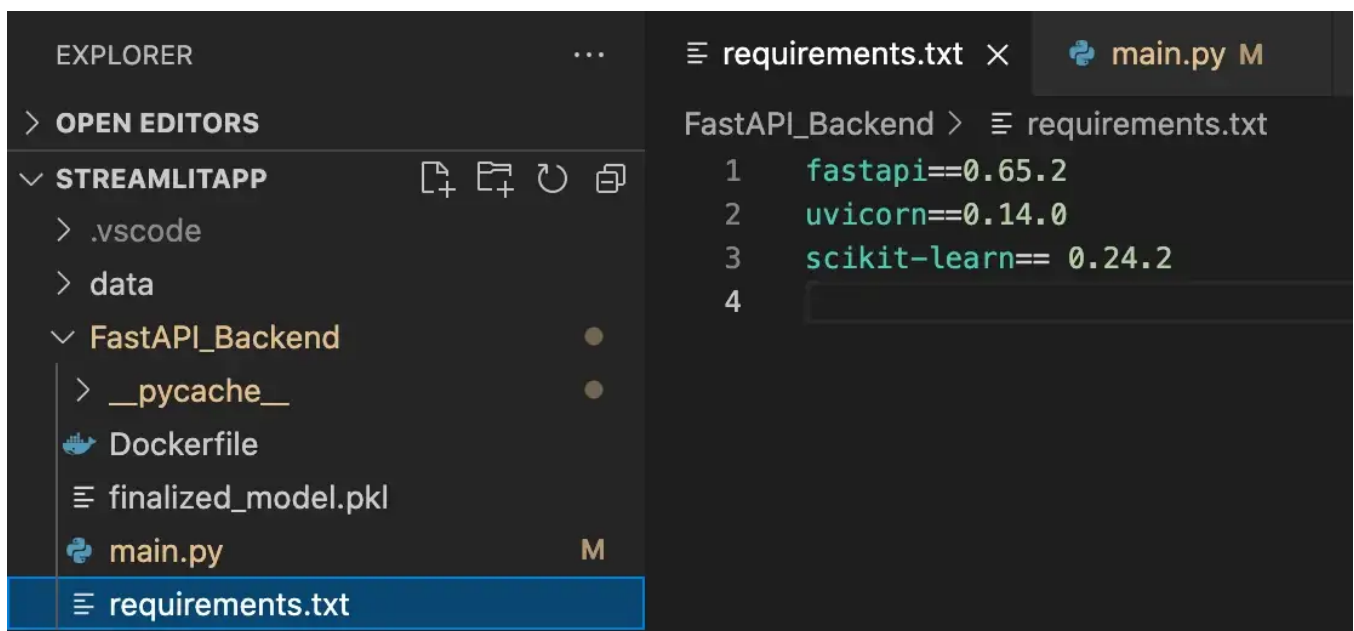 EXPLORER ...
OPEN EDITORS
STREAMLITAPP
.vscode
data
FastAPI_Backend
__pycache__
Dockerfile
finalized_model.pkl
main.py M
requirements.txt
requirements.txt main.py M
FastAPI_Backend > requirements.txt
1 fastapi==0.65.2
2 uvicorn==0.14.0
3 scikit-learn== 0.24.2
4